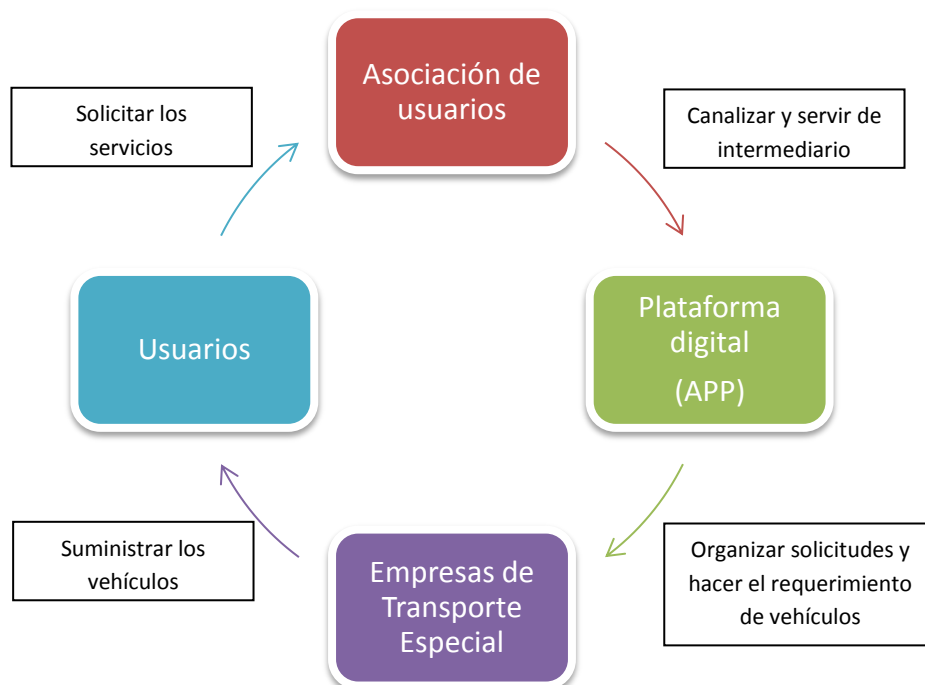 Asociación de
usuarios
Solicitar los
servicios
Canalizar y servir de
intermediario
Usuarios
Plataforma
digital
(APP)
Suministrar los
vehículos
Empresas de
Transporte
Especial
Organizar solicitudes y
hacer el requerimiento
de vehículos